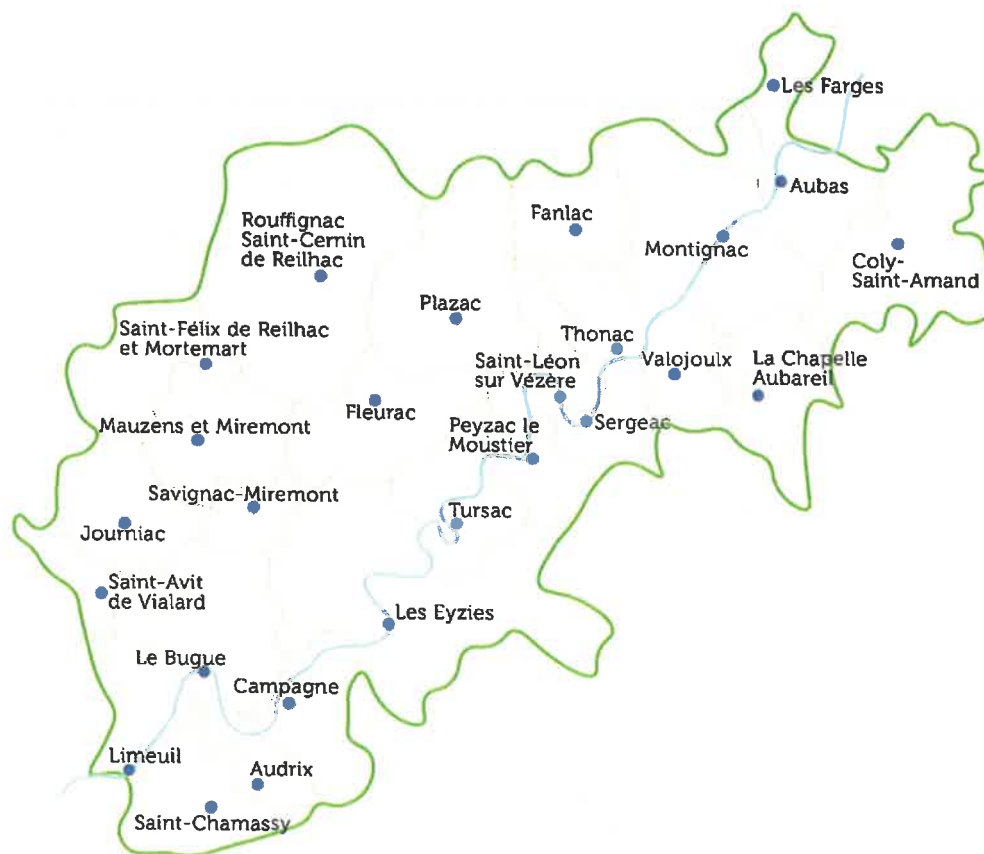 Les Farges
Aubas
Fanlac
Rouffignac
Saint-Cernin
de Reilhac
Montignac
Coly-
Saint-Amand
Plazac
Saint-Félix de Reilhac
et Mortemart
Thonac
Saint-Léon
sur Vézère
Valojoulx
La Chapelle
Aubareil
Fleurac
Mauzens et Miremont
Peyzac le
Moustier
Sergeac
Savignac-Miremont
Journiac
Tursac
Saint-Avit
de Vialard
Les Eyzies
Le Bugue
Campagne
Limeuil
Audrix
Saint-Chamassy